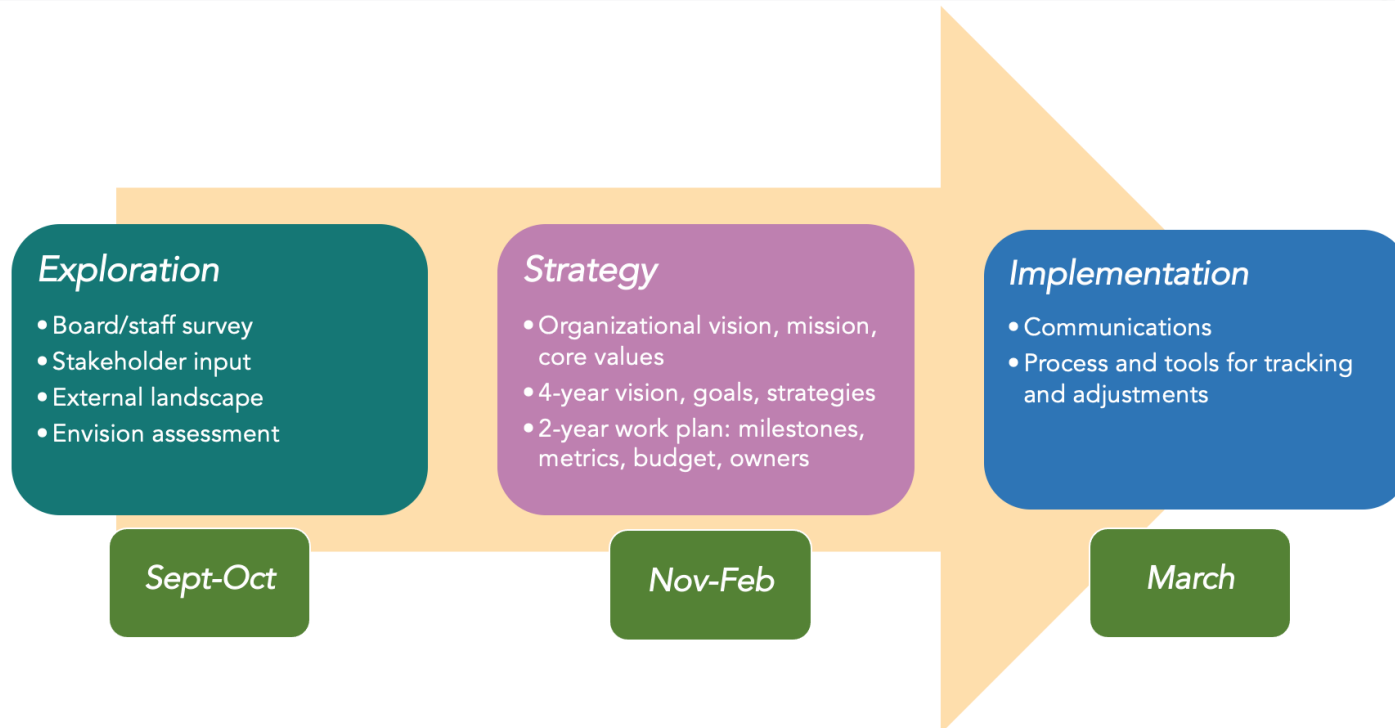 Exploration
• Board/staff survey
• Stakeholder input
• External landscape
• Envision assessment
Sept-Oct
Strategy
• Organizational vision, mission,
core values
• 4-year vision, goals, strategies
• 2-year work plan: milestones,
metrics, budget, owners
Nov-Feb
Implementation
• Communications
• Process and tools for tracking
and adjustments
March